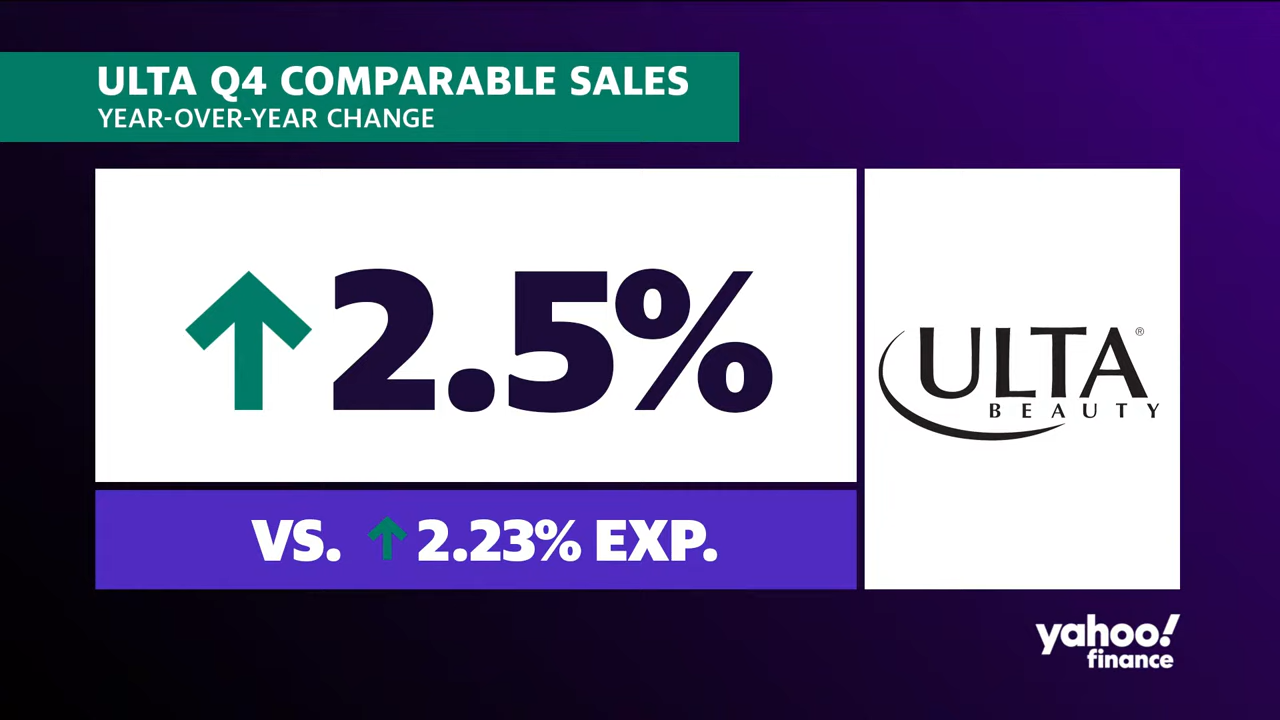 ULTA Q4 COMPARABLE SALES
YEAR-OVER-YEAR CHANGE
↑2.5%
VS. ↑2.23% EXP.
ULTA®
BEAUTY
yahoo!
finance